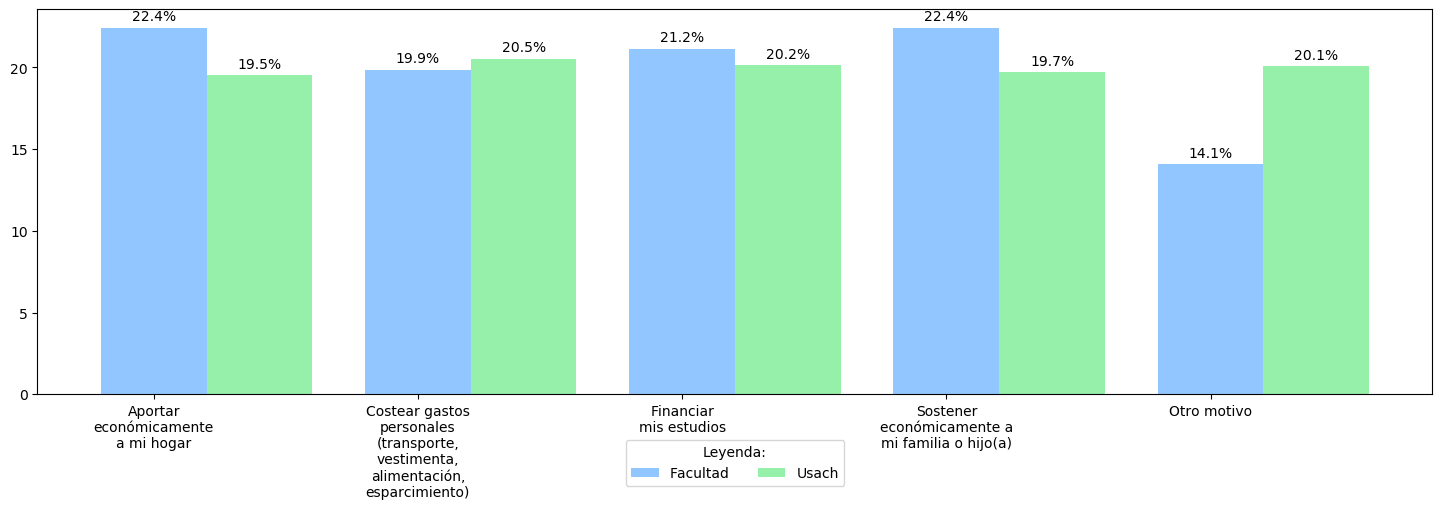 22.4%
19.5%
19.9%
20.5%
21.2%
20.2%
22.4%
19.7%
14.1%
20.1%
20
15
10
5
0
Aportar
económicamente
a mi hogar
Costear gastos
personales
(transporte,
vestimenta,
alimentación,
esparcimiento)
Financiar
mis estudios
Sostener
económicamente a
mi familia o hijo(a)
Otro motivo
Leyenda:
Facultad
Usach